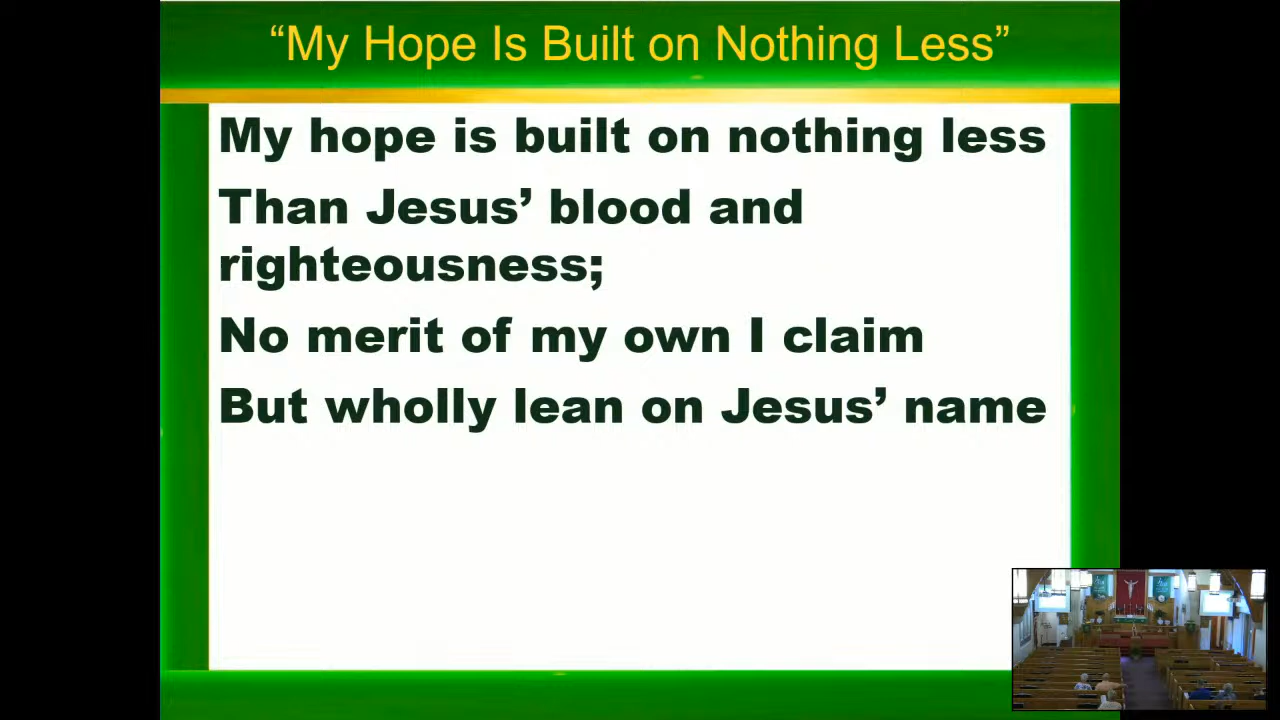 “My Hope Is Built on Nothing Less”
My hope is built on nothing less
Than Jesus’ blood and
righteousness;
No merit of my own I claim
But wholly lean on Jesus’ name